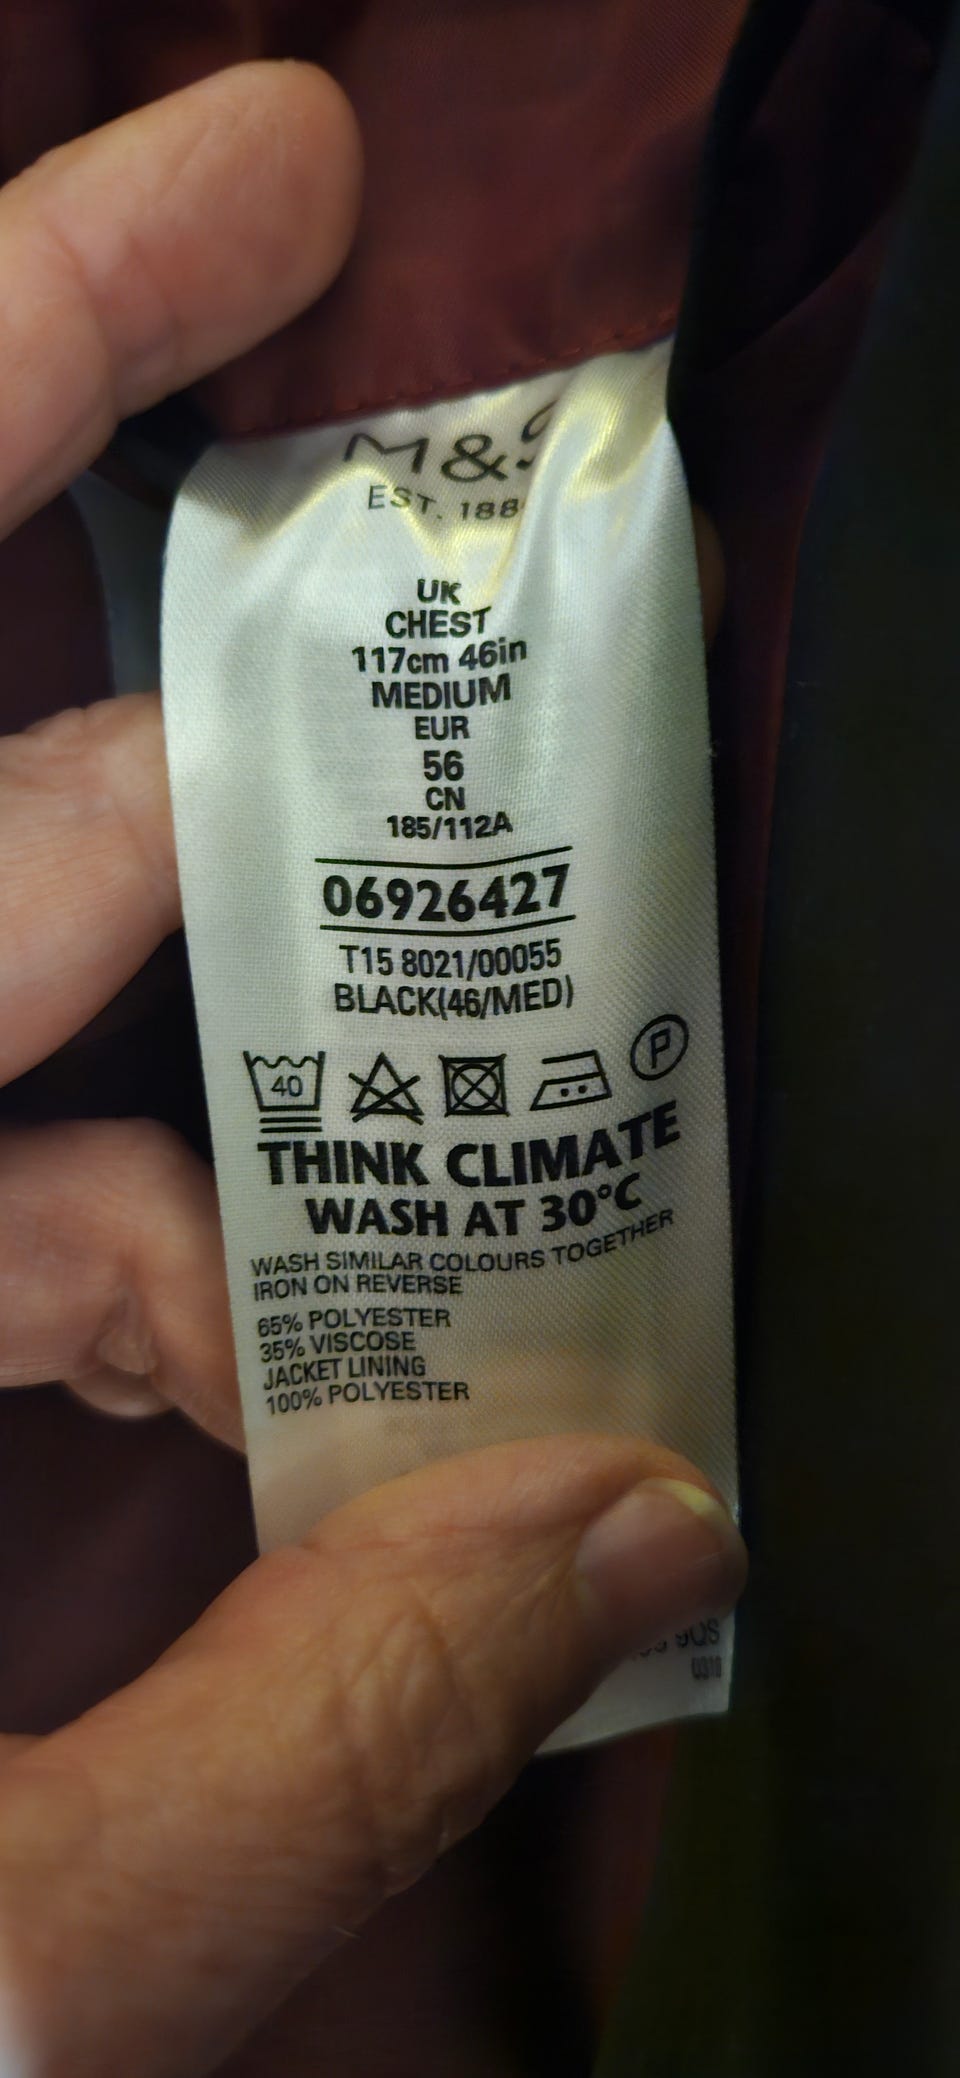 M&S
EST. 188
UK
CHEST
117cm 46in
MEDIUM
EUR
56
CN
185/112A
06926427
T15 8021/00055
BLACK(46/MED)
40
P
THINK CLIMATE
WASH AT 30°C
WASH SIMILAR COLOURS TOGETHER
IRON ON REVERSE
65% POLYESTER
35% VISCOSE
JACKET LINING
100% POLYESTER
9QS